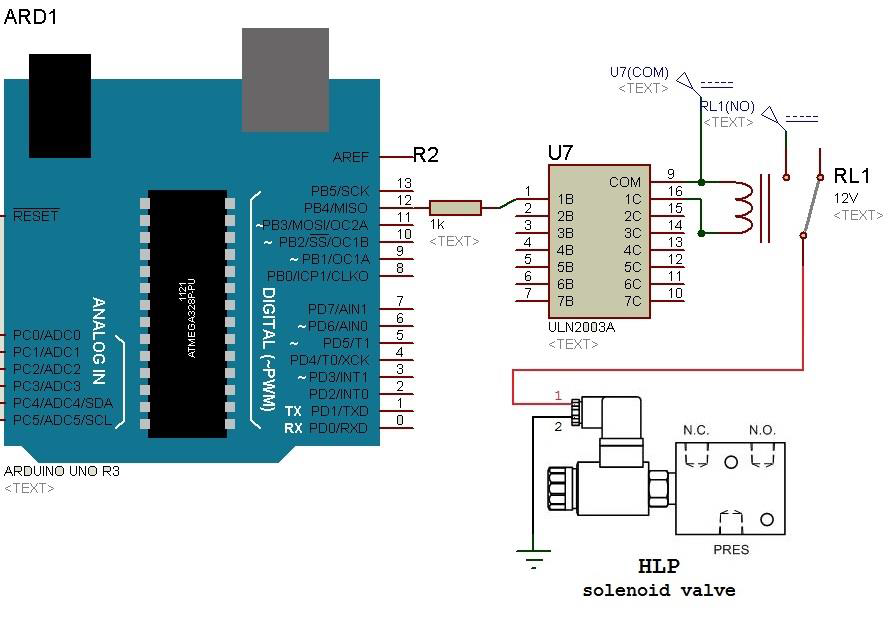 ARD1
AREF
R2
RESET
PB5/SCK 13
PB4/MISO 12
~PB3/MOSI/OC2A 11
~ PB2/SS/OC1B 10
~ PB1/OC1A 9
PB0/ICP1/CLKO 8
1k
<TEXT>
1121
ATMEGA328P-PU
DIGITAL (~PWM)
ANALOG IN
PD7/AIN1 7
~PD6/AIN0 6
~ PD5/T1 5
PD4/T0/XCK 4
~PD3/INT1 3
PD2/INT0 2
TX PD1/TXD 1
RX PD0/RXD 0
PC0/ADC0
PC1/ADC1
PC2/ADC2
PC3/ADC3
PC4/ADC4/SDA
PC5/ADC5/SCL
ARDUINO UNO R3
<TEXT>
U7(COM)
<TEXT>
RL1(NO)
<TEXT>
U7
COM 9
1 1B 1C 16
2 2B 2C 15
3 3B 3C 14
4 4B 4C 13
5 5B 5C 12
6 6B 6C 11
7 7B 7C 10
ULN2003A
<TEXT>
RL1
12V
<TEXT>
1
2
N.C. N.O.
PRES
HLP
solenoid valve